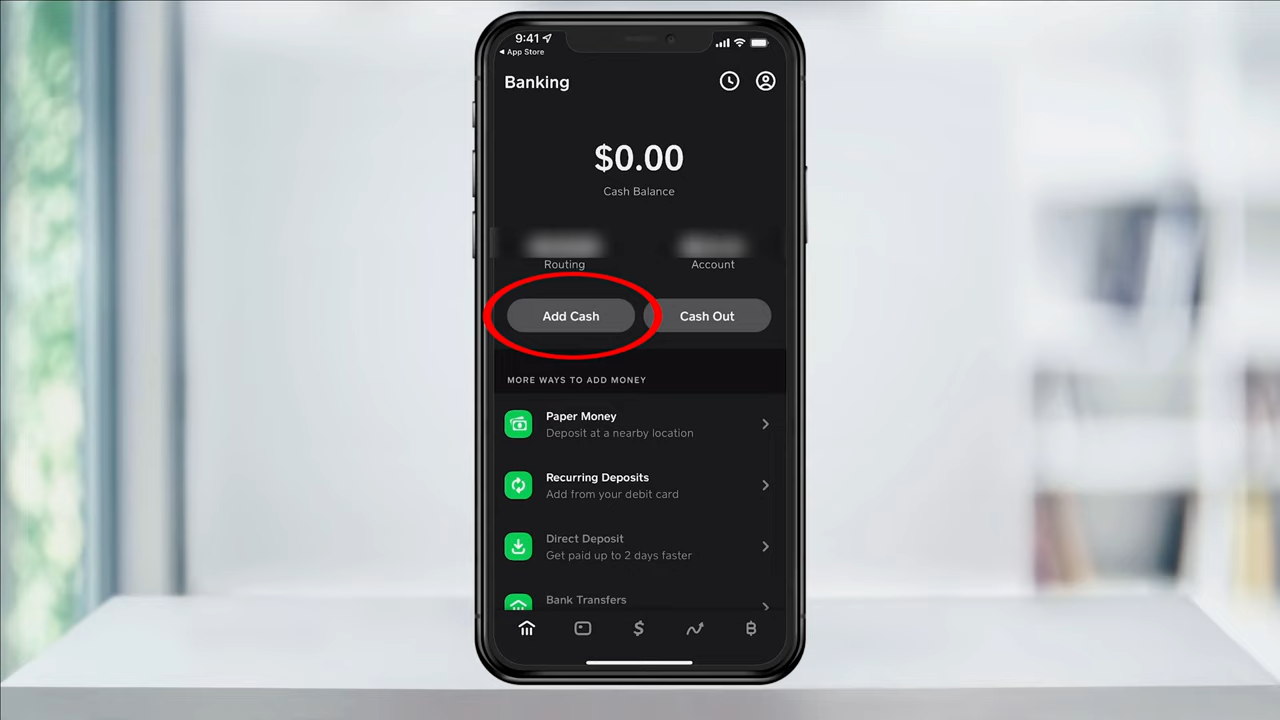 9:41
App Store
Banking
$0.00
Cash Balance
Routing
Account
Add Cash
Cash Out
MORE WAYS TO ADD MONEY
Paper Money
Deposit at a nearby location
Recurring Deposits
Add from your debit card
Direct Deposit
Get paid up to 2 days faster
Bank Transfers